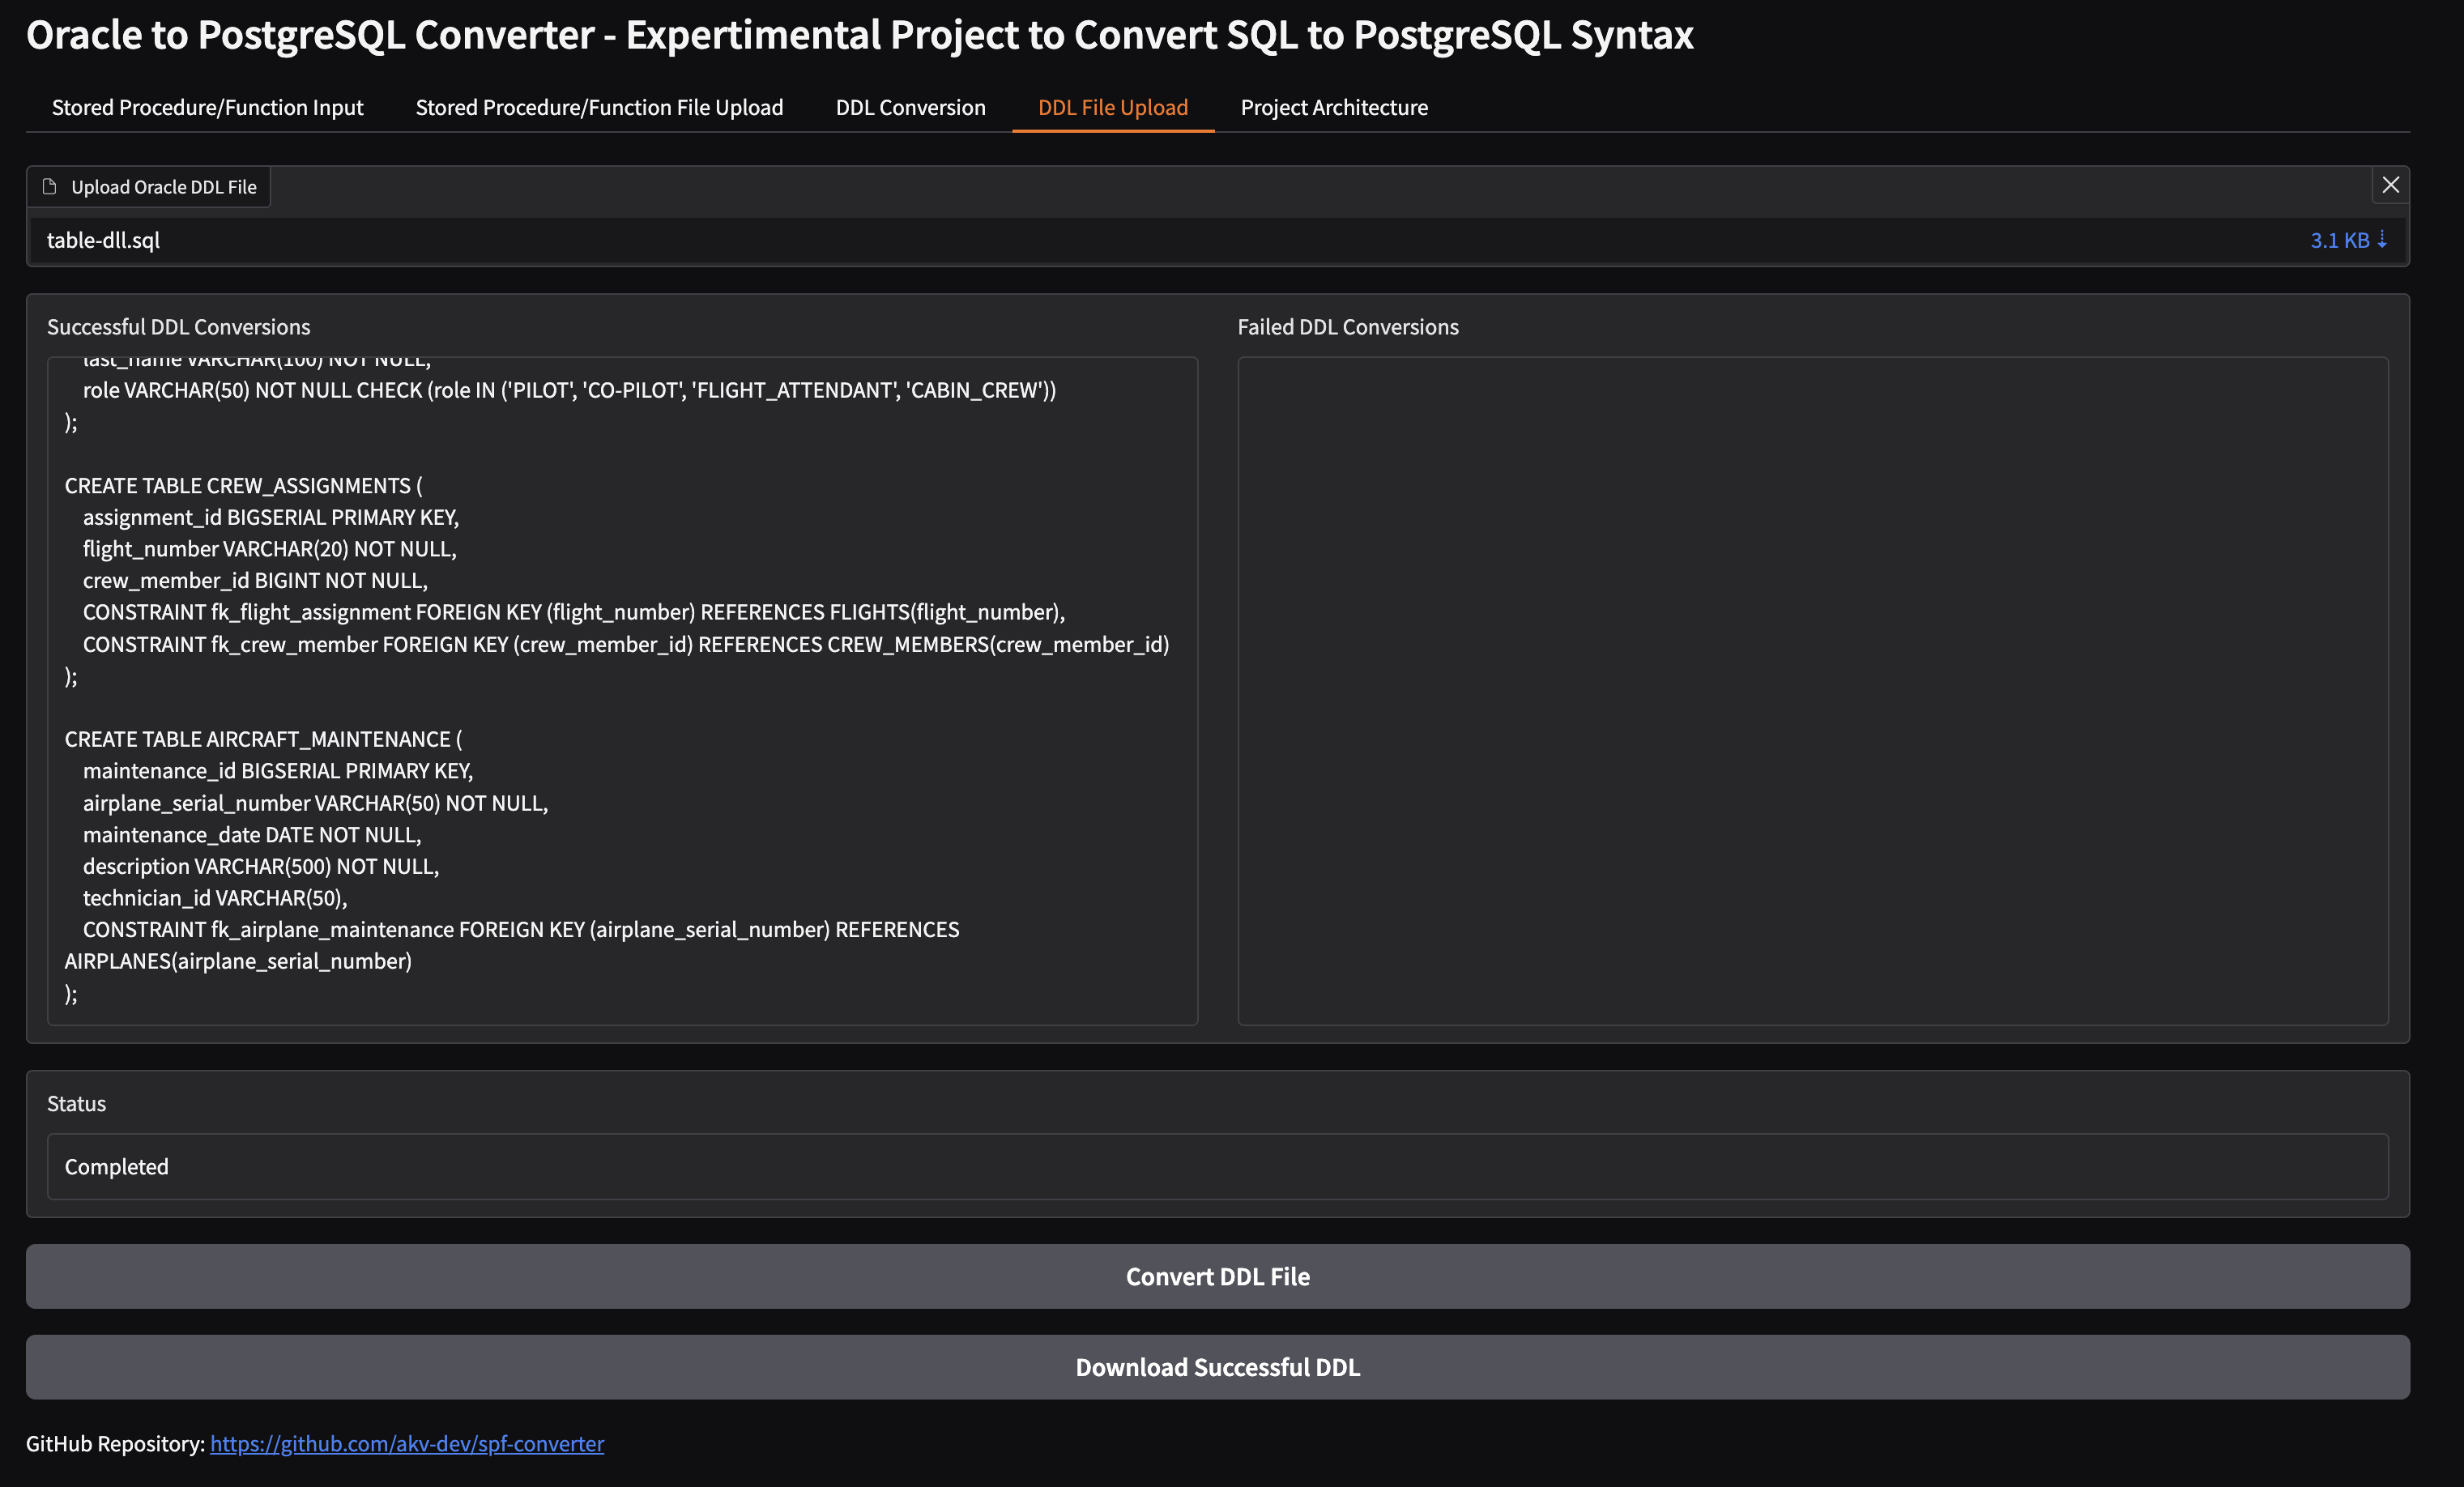 Oracle to PostgreSQL Converter - Expertimental Project to Convert SQL to PostgreSQL Syntax
Stored Procedure/Function Input
Stored Procedure/Function File Upload
DDL Conversion
DDL File Upload
Project Architecture
Upload Oracle DDL File
table-dll.sql
3.1 KB ⇣
Successful DDL Conversions
last_name VARCHAR(100) NOT NULL,
role VARCHAR(50) NOT NULL CHECK (role IN ('PILOT', 'CO-PILOT', 'FLIGHT_ATTENDANT', 'CABIN_CREW'))
);
CREATE TABLE CREW_ASSIGNMENTS (
assignment_id BIGSERIAL PRIMARY KEY,
flight_number VARCHAR(20) NOT NULL,
crew_member_id BIGINT NOT NULL,
CONSTRAINT fk_flight_assignment FOREIGN KEY (flight_number) REFERENCES FLIGHTS(flight_number),
CONSTRAINT fk_crew_member FOREIGN KEY (crew_member_id) REFERENCES CREW_MEMBERS(crew_member_id)
);
CREATE TABLE AIRCRAFT_MAINTENANCE (
maintenance_id BIGSERIAL PRIMARY KEY,
airplane_serial_number VARCHAR(50) NOT NULL,
maintenance_date DATE NOT NULL,
description VARCHAR(500) NOT NULL,
technician_id VARCHAR(50),
CONSTRAINT fk_airplane_maintenance FOREIGN KEY (airplane_serial_number) REFERENCES
AIRPLANES(airplane_serial_number)
);
Failed DDL Conversions
Status
Completed
Convert DDL File
Download Successful DDL
GitHub Repository: https://github.com/akv-dev/spf-converter